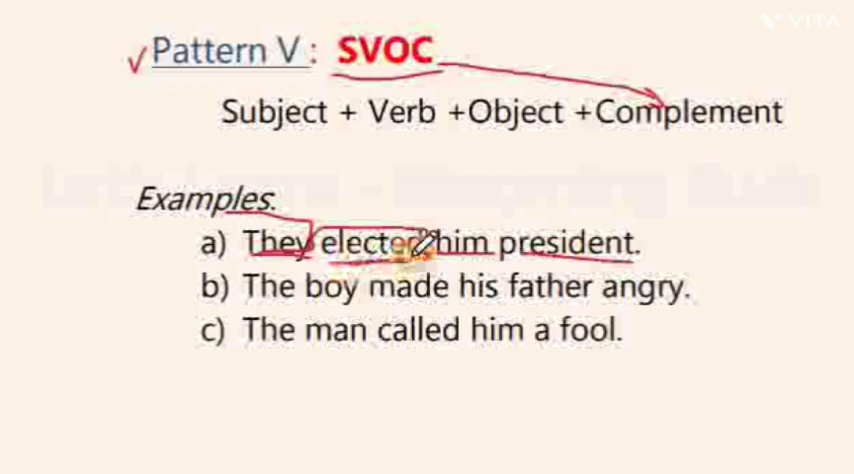 VITA
Pattern V : SVOC
Subject + Verb +Object +Complement
Examples.
a) They elected him president.
b) The boy made his father angry.
c) The man called him a fool.